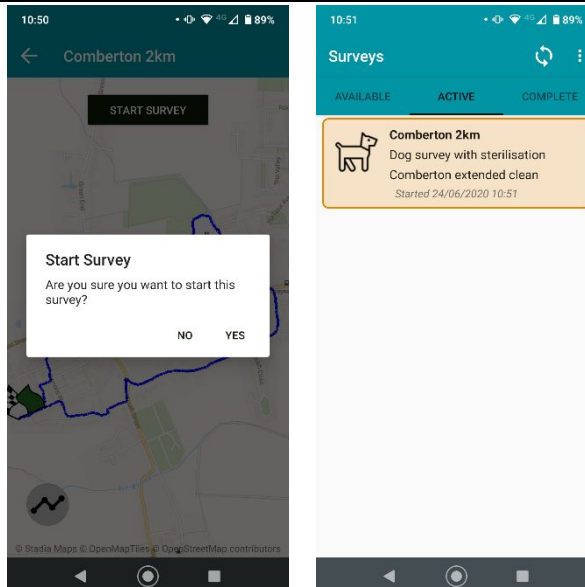 10:50
4G
89%
Comberton 2km
START SURVEY
Start Survey
Are you sure you want to start this
survey?
NO YES
© Stadia Maps © OpenMapTiles © OpenStreetMap contributors
10:51
4G
89%
Surveys
AVAILABLE ACTIVE COMPLETE
Comberton 2km
Dog survey with sterilisation
Comberton extended clean
Started 24/06/2020 10:51